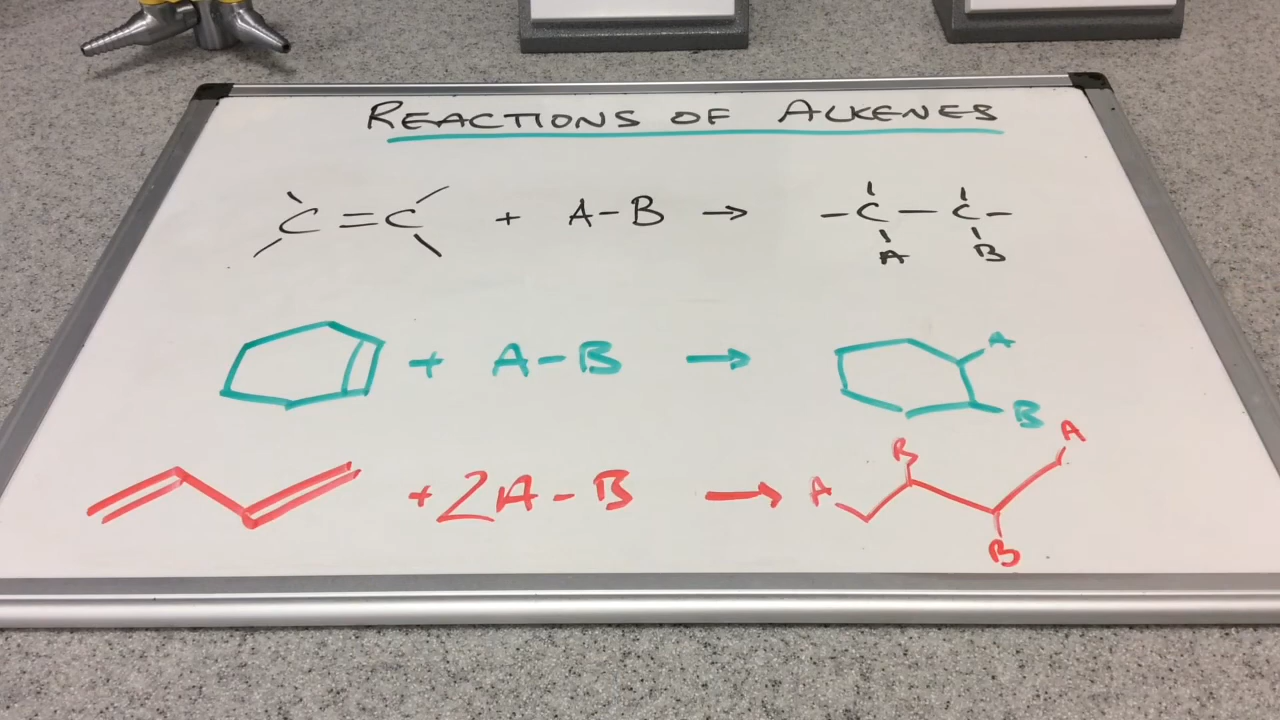 REACTIONS OF ALKENES
C=C + A-B → -C-C-
A B
+ A-B → A
B
B A
+2A-B → A
B